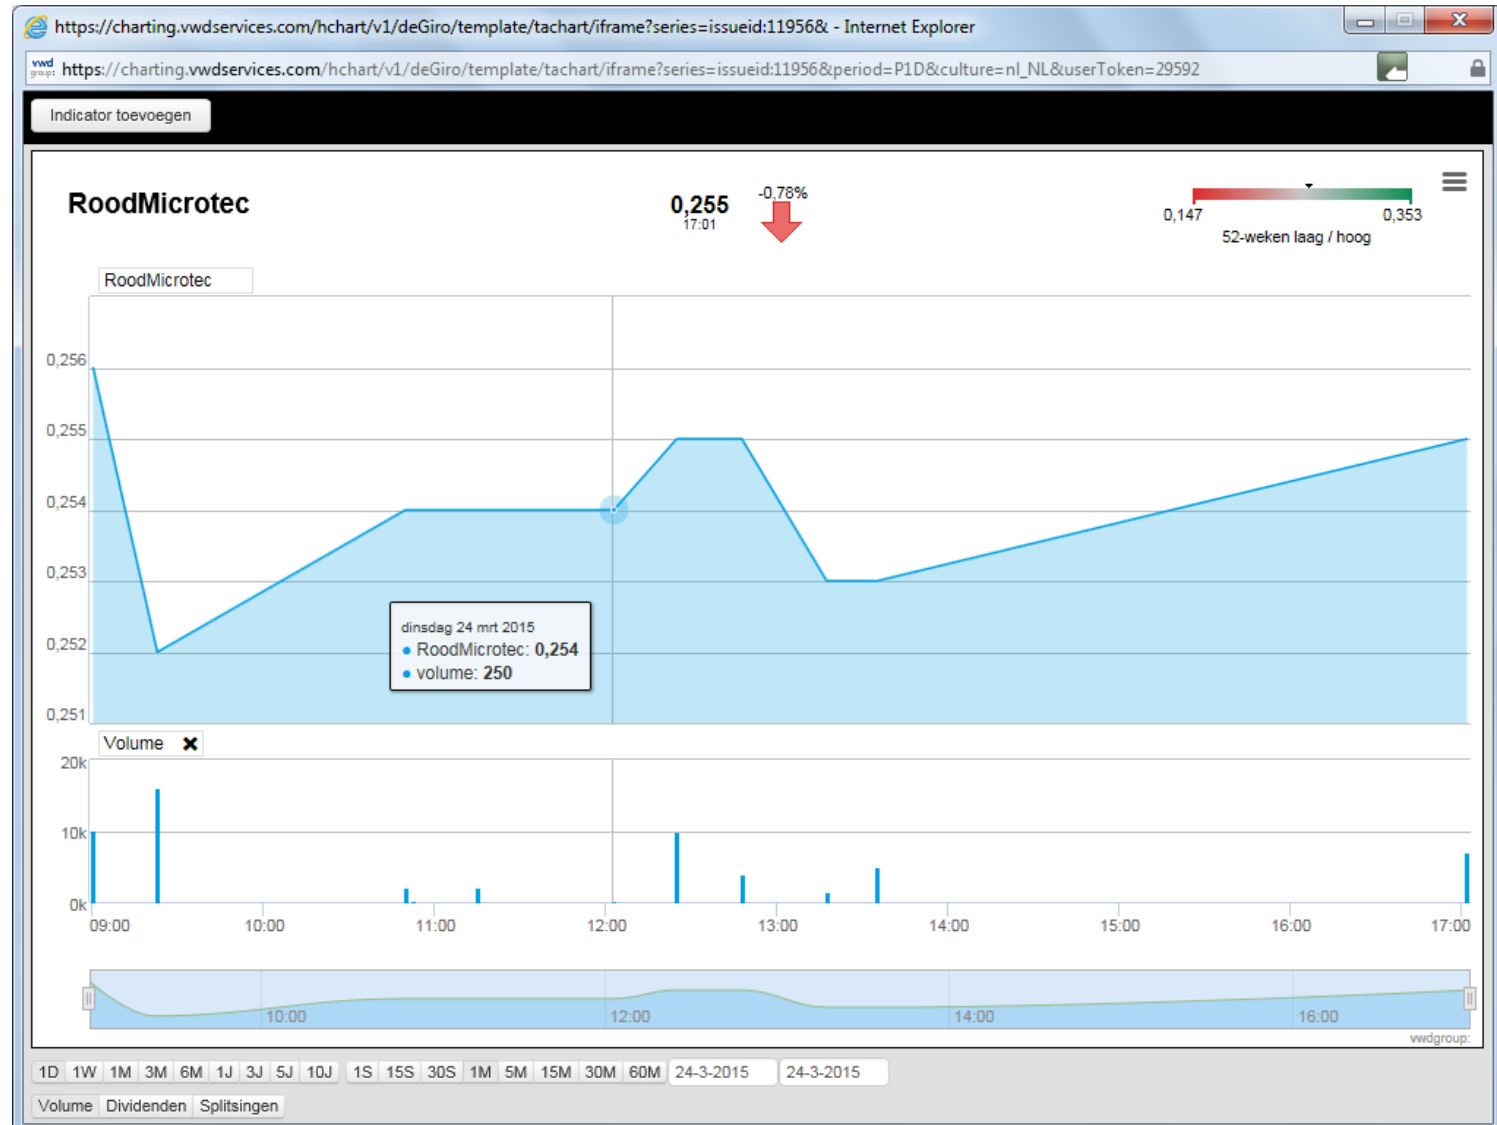 https://charting.vwdservices.com/hchart/v1/deGiro/template/tachart/iframe?series=issueid:11956& - Internet Explorer
vwd group: https://charting.vwdservices.com/hchart/v1/deGiro/template/tachart/iframe?series=issueid:11956&period=P1D&culture=nl_NL&userToken=29592
Indicator toevoegen
RoodMicrotec
0,255
17:01
-0,78%
0,147 0,353
52-weken laag / hoog
RoodMicrotec
0,256
0,255
0,254
0,253
0,252
0,251
dinsdag 24 mrt 2015
RoodMicrotec: 0,254
volume: 250
Volume
20k
10k
0k
09:00 10:00 11:00 12:00 13:00 14:00 15:00 16:00 17:00
10:00 12:00 14:00 16:00
vwdgroup:
1D 1W 1M 3M 6M 1J 3J 5J 10J 1S 15S 30S 1M 5M 15M 30M 60M 24-3-2015 24-3-2015
Volume Dividenden Splitsingen